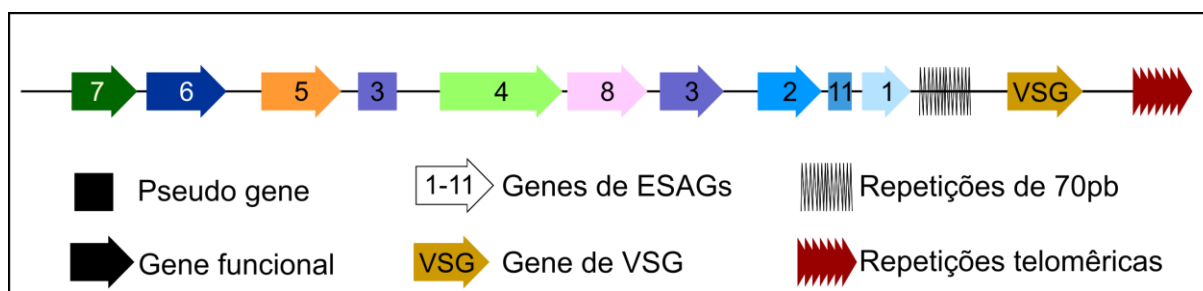 7 6 5 3 4 8 3 2 11 1 VSG
Pseudo gene 1-11 Genes de ESAGs Repetições de 70pb
Gene funcional VSG Gene de VSG Repetições telomêricas